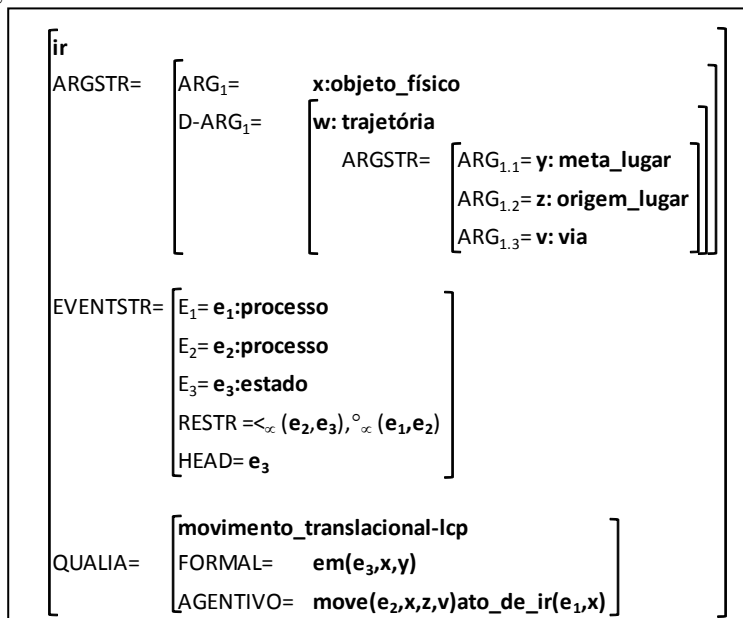 ir
ARGSTR= ARG₁= x:objeto_físico
D-ARG₁= w: trajetória
ARGSTR= ARG₁.₁= y: meta_lugar
ARG₁.₂= z: origem_lugar
ARG₁.₃= v: via
EVENTSTR= E₁= e₁:processo
E₂= e₂:processo
E₃= e₃:estado
RESTR =<∝ (e₂,e₃),°∝ (e₁,e₂)
HEAD= e₃
movimento_translacional-lcp
QUALIA= FORMAL= em(e₃,x,y)
AGENTIVO= move(e₂,x,z,v)ato_de_ir(e₁,x)